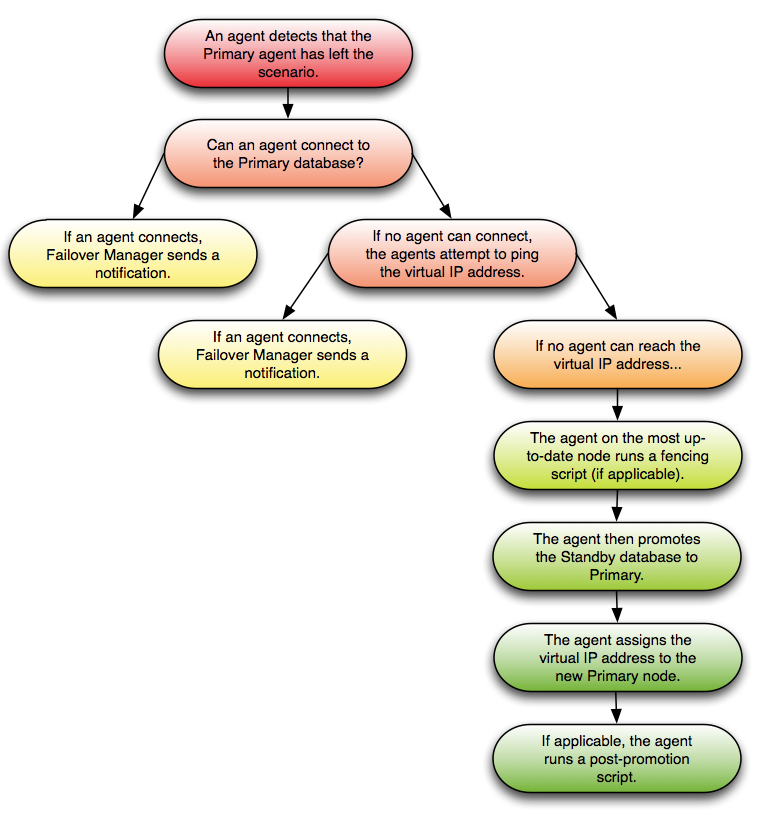 An agent detects that the
Primary agent has left the
scenario.
Can an agent connect to
the Primary database?
If an agent connects,
Failover Manager sends a
notification.
If no agent can connect,
the agents attempt to ping
the virtual IP address.
If an agent connects,
Failover Manager sends a
notification.
If no agent can reach the
virtual IP address...
The agent on the most up-
to-date node runs a fencing
script (if applicable).
The agent then promotes
the Standby database to
Primary.
The agent assigns the
virtual IP address to the
new Primary node.
If applicable, the agent
runs a post-promotion
script.